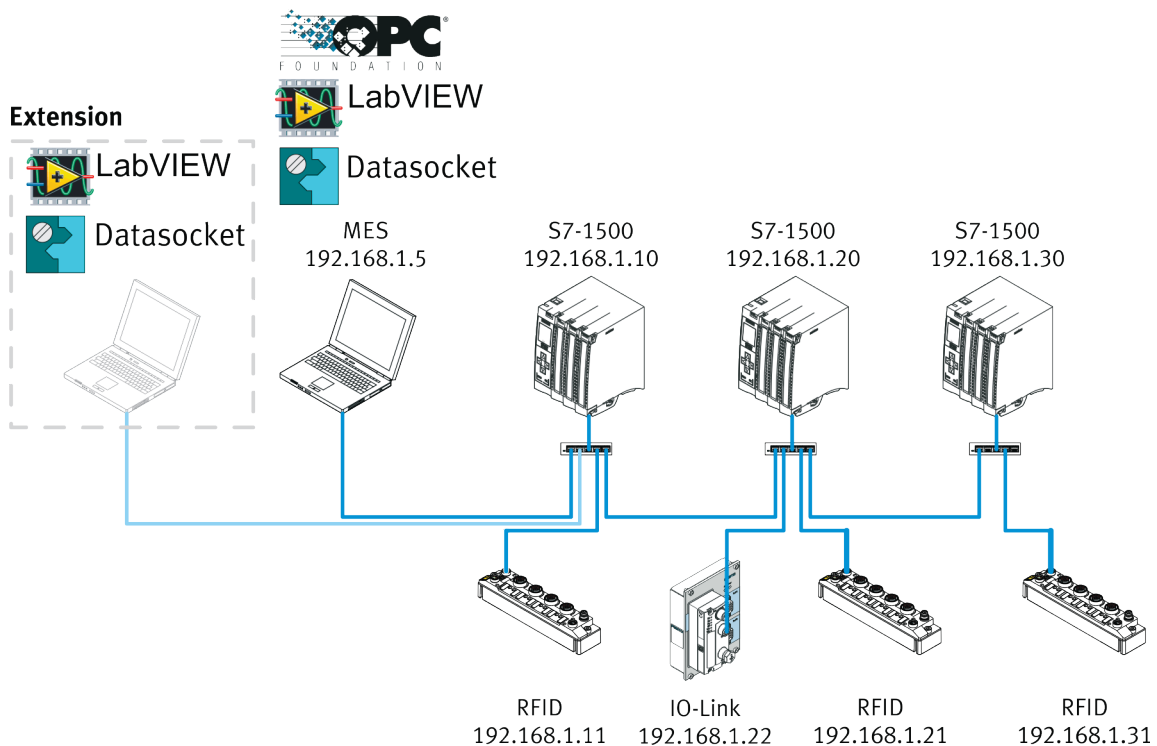 OPC
FOUNDATION
LabVIEW
Datasocket
Extension
LabVIEW
Datasocket
MES
192.168.1.5
S7-1500
192.168.1.10
S7-1500
192.168.1.20
S7-1500
192.168.1.30
RFID
192.168.1.11
IO-Link
192.168.1.22
RFID
192.168.1.21
RFID
192.168.1.31